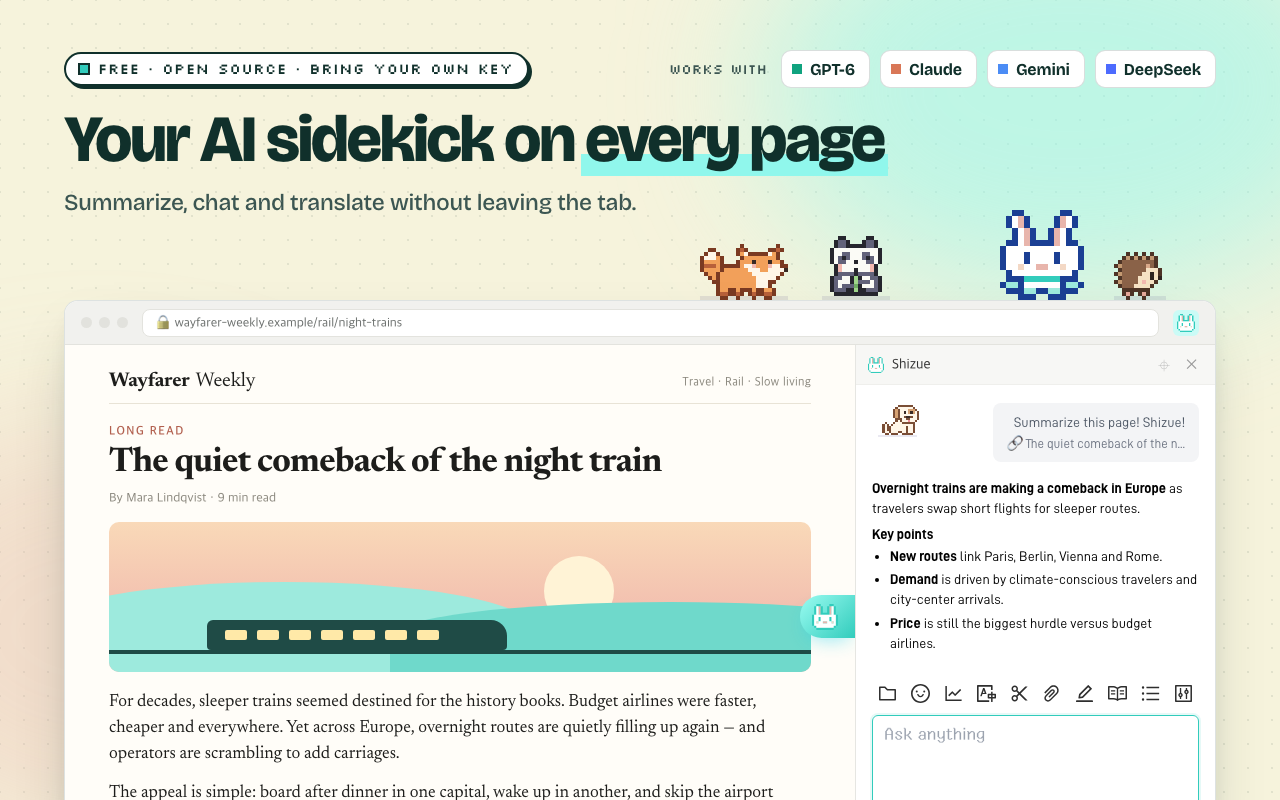 FREE · OPEN SOURCE · BRING YOUR OWN KEY
WORKS WITH
GPT-6
Claude
Gemini
DeepSeek
Your AI sidekick on every page
Summarize, chat and translate without leaving the tab.
wayfarer-weekly.example/rail/night-trains
Wayfarer Weekly
Travel · Rail · Slow living
LONG READ
The quiet comeback of the night train
By Mara Lindqvist · 9 min read
For decades, sleeper trains seemed destined for the history books. Budget airlines were faster,
cheaper and everywhere. Yet across Europe, overnight routes are quietly filling up again — and
operators are scrambling to add carriages.
The appeal is simple: board after dinner in one capital, wake up in another, and skip the airport
Shizue
Summarize this page! Shizue!
The quiet comeback of the n...
Overnight trains are making a comeback in Europe as
travelers swap short flights for sleeper routes.
Key points
• New routes link Paris, Berlin, Vienna and Rome.
• Demand is driven by climate-conscious travelers and
city-center arrivals.
• Price is still the biggest hurdle versus budget
airlines.
Ask anything